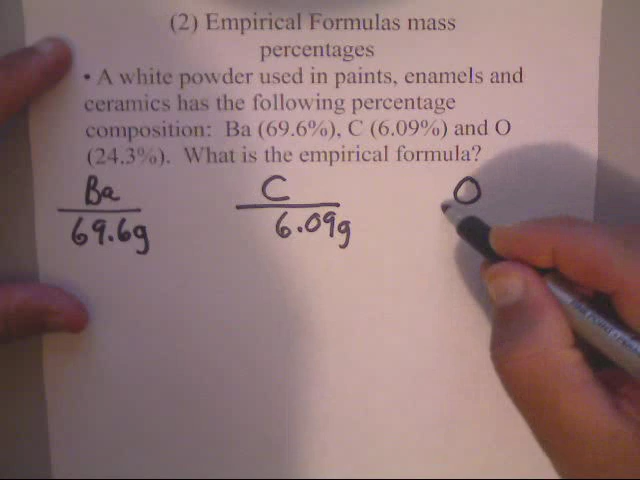 (2) Empirical Formulas mass
percentages
• A white powder used in paints, enamels and
ceramics has the following percentage
composition: Ba (69.6%), C (6.09%) and O
(24.3%). What is the empirical formula?
Ba C O
69.6g 6.09g